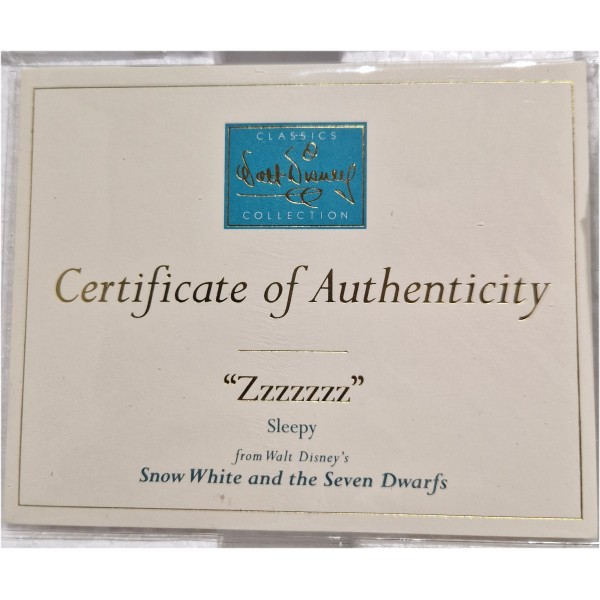 CLASSICS
Walt Disney
COLLECTION
Certificate of Authenticity
“Zzzzzzz”
Sleepy
from Walt Disney's
Snow White and the Seven Dwarfs